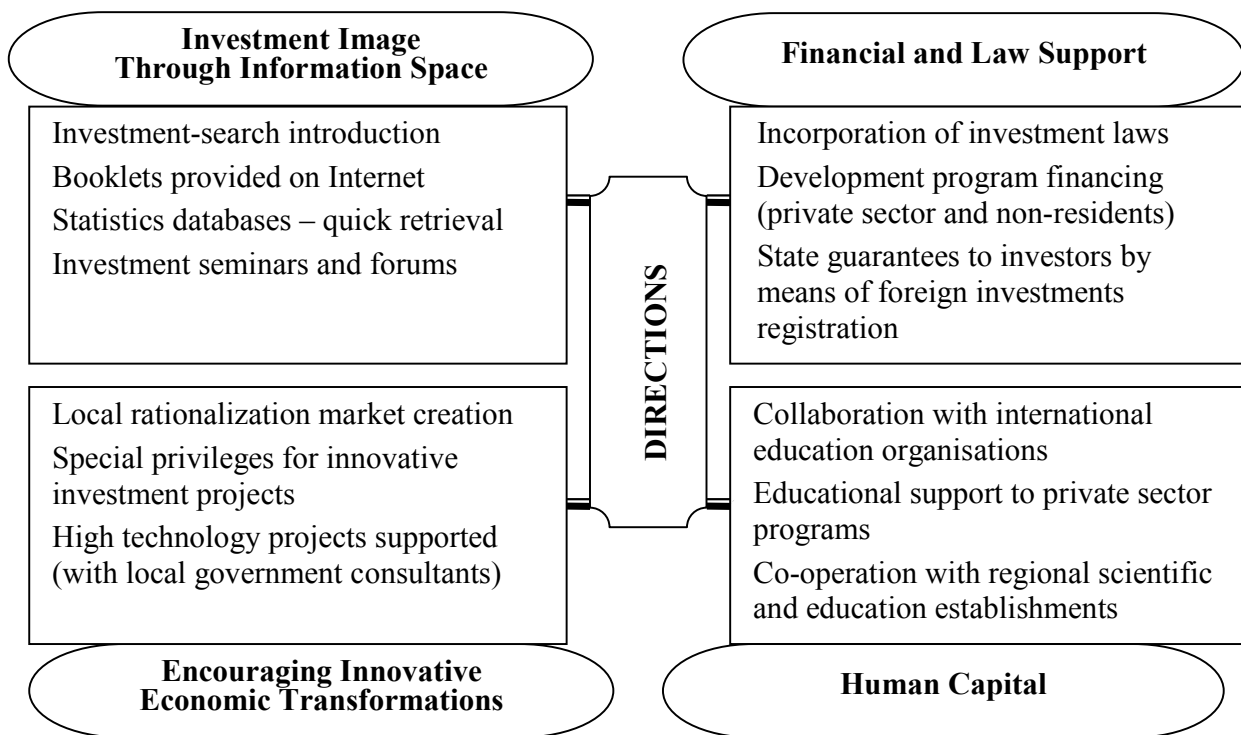 Investment Image
Through Information Space
Investment-search introduction
Booklets provided on Internet
Statistics databases – quick retrieval
Investment seminars and forums
Financial and Law Support
Incorporation of investment laws
Development program financing
(private sector and non-residents)
State guarantees to investors by
means of foreign investments
registration
DIRECTIONS
Local rationalization market creation
Special privileges for innovative
investment projects
High technology projects supported
(with local government consultants)
Encouraging Innovative
Economic Transformations
Collaboration with international
education organisations
Educational support to private sector
programs
Co-operation with regional scientific
and education establishments
Human Capital